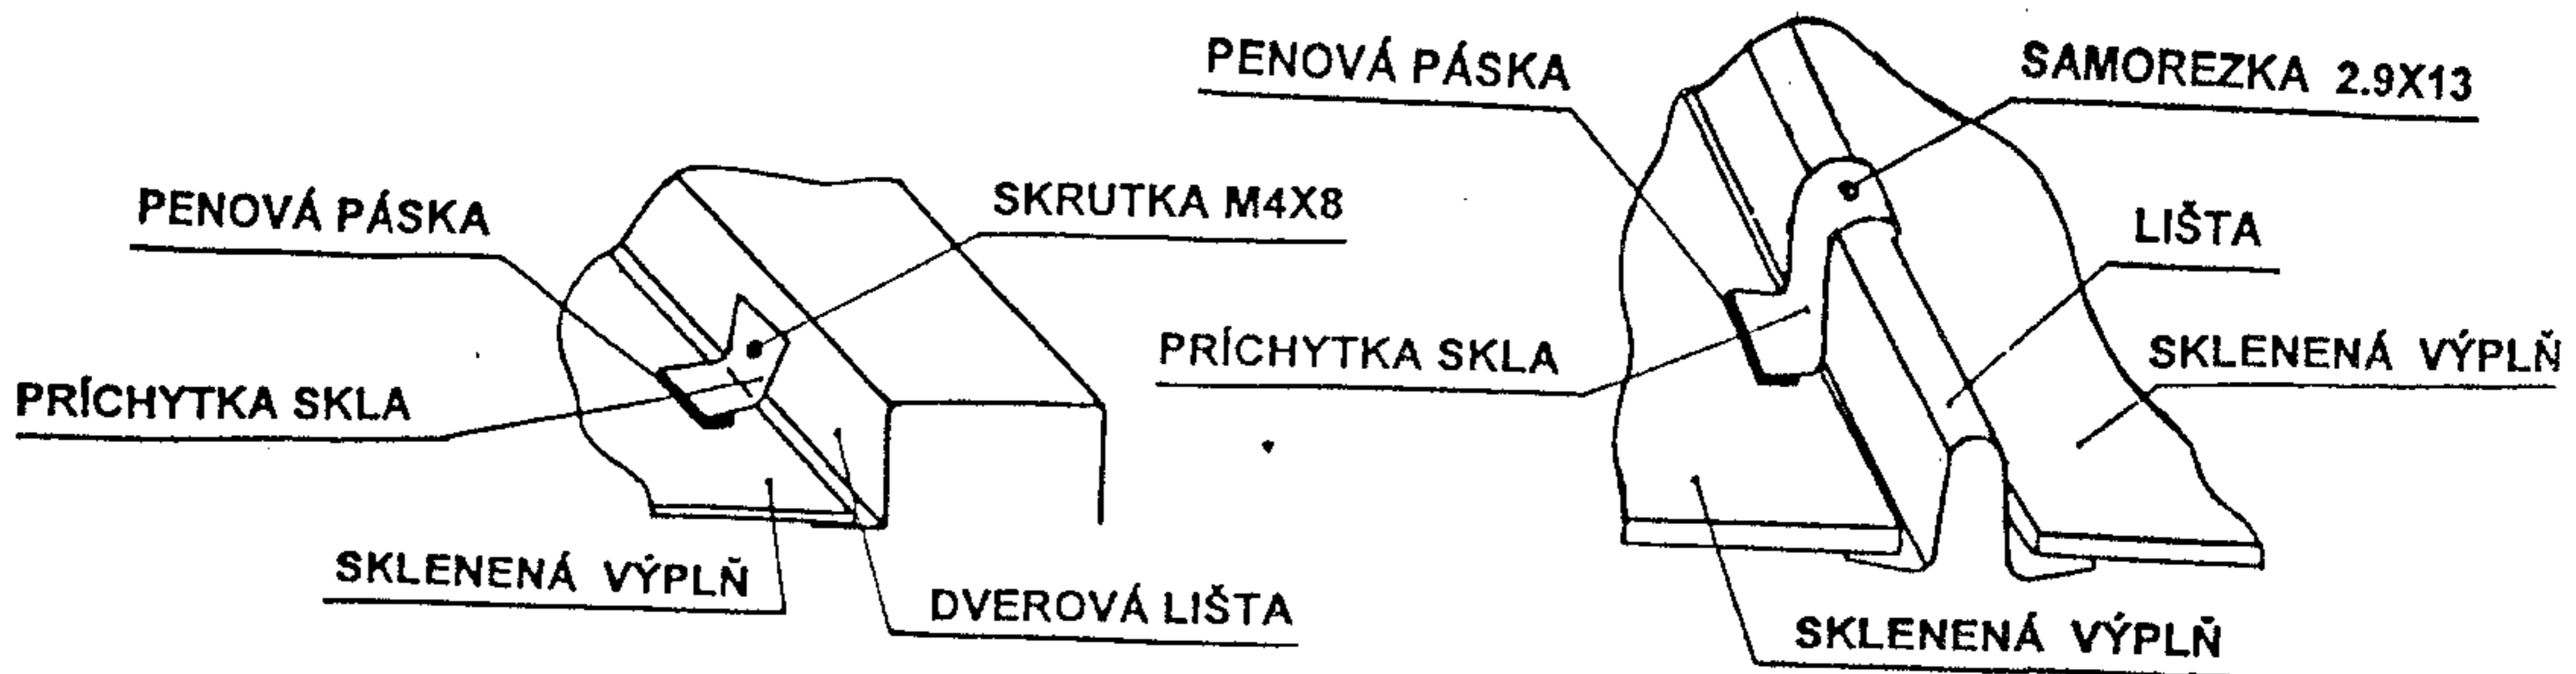 PENOVÁ PÁSKA
SKRUTKA M4X8
PRÍCHYTKA SKLA
SKLENENÁ VÝPLŇ
DVEROVÁ LIŠTA
PENOVÁ PÁSKA
SAMOREZKA 2.9X13
LIŠTA
PRÍCHYTKA SKLA
SKLENENÁ VÝPLŇ
SKLENENÁ VÝPLŇ